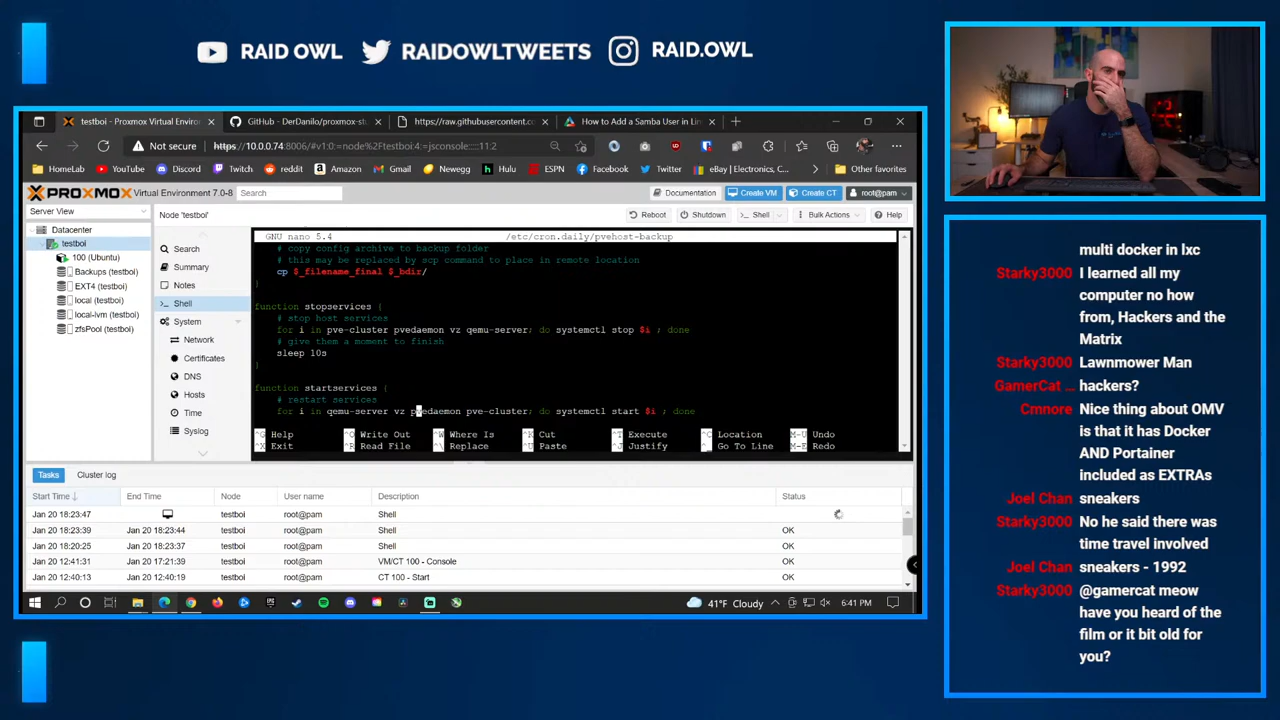 RAID OWL
RAIDOWLTWEETS
RAID.OWL
testboi - Proxmox Virtual Enviro
GitHub - DerDanilo/proxmox-st
https://raw.githubusercontent.c
How to Add a Samba User in Lin
Not secure
https://10.0.0.74:8006/#v1:0:=node%2Ftestboi:4:=jsconsole:::::11:2
HomeLab
YouTube
Discord
Twitch
reddit
Amazon
Gmail
Newegg
Hulu
ESPN
Facebook
Twitter
eBay | Electronics, C...
Other favorites
PROXMOX
Virtual Environment 7.0-8
Search
Documentation
Create VM
Create CT
root@pam
Server View
Node 'testboi'
Reboot
Shutdown
Shell
Bulk Actions
Help
Datacenter
testboi
100 (Ubuntu)
Backups (testboi)
EXT4 (testboi)
local (testboi)
local-lvm (testboi)
zfsPool (testboi)
Search
Summary
Notes
Shell
System
Network
Certificates
DNS
Hosts
Time
Syslog
GNU nano 5.4 /etc/cron.daily/pvehost-backup
# copy config archive to backup folder
# this may be replaced by scp command to place in remote location
cp $_filename_final $_bdir/
}
function stopservices {
# stop host services
for i in pve-cluster pvedaemon vz qemu-server; do systemctl stop $i ; done
# give them a moment to finish
sleep 10s
}
function startservices {
# restart services
for i in qemu-server vz pvedaemon pve-cluster; do systemctl start $i ; done
^G Help ^O Write Out ^W Where Is ^K Cut ^T Execute ^C Location M-U Undo
^X Exit ^R Read File ^\ Replace ^U Paste ^J Justify ^_ Go To Line M-E Redo
Tasks
Cluster log
Start Time End Time Node User name Description Status
Jan 20 18:23:47 testboi root@pam Shell
Jan 20 18:23:39 Jan 20 18:23:44 testboi root@pam Shell OK
Jan 20 18:20:25 Jan 20 18:23:37 testboi root@pam Shell OK
Jan 20 12:41:31 Jan 20 17:21:39 testboi root@pam VM/CT 100 - Console
Jan 20 12:40:13 Jan 20 12:40:19 testboi root@pam CT 100 - Start OK
41°F Cloudy
6:41 PM
multi docker in lxc
Starky3000 I learned all my
computer no how
from, Hackers and the
Matrix
Starky3000 Lawnmower Man
GamerCat ... hackers?
Cmnore Nice thing about OMV
is that it has Docker
AND Portainer
included as EXTRAs
Joel Chan sneakers
Starky3000 No he said there was
time travel involved
Joel Chan sneakers - 1992
Starky3000 @gamercat meow
have you heard of the
film or it bit old for
you?